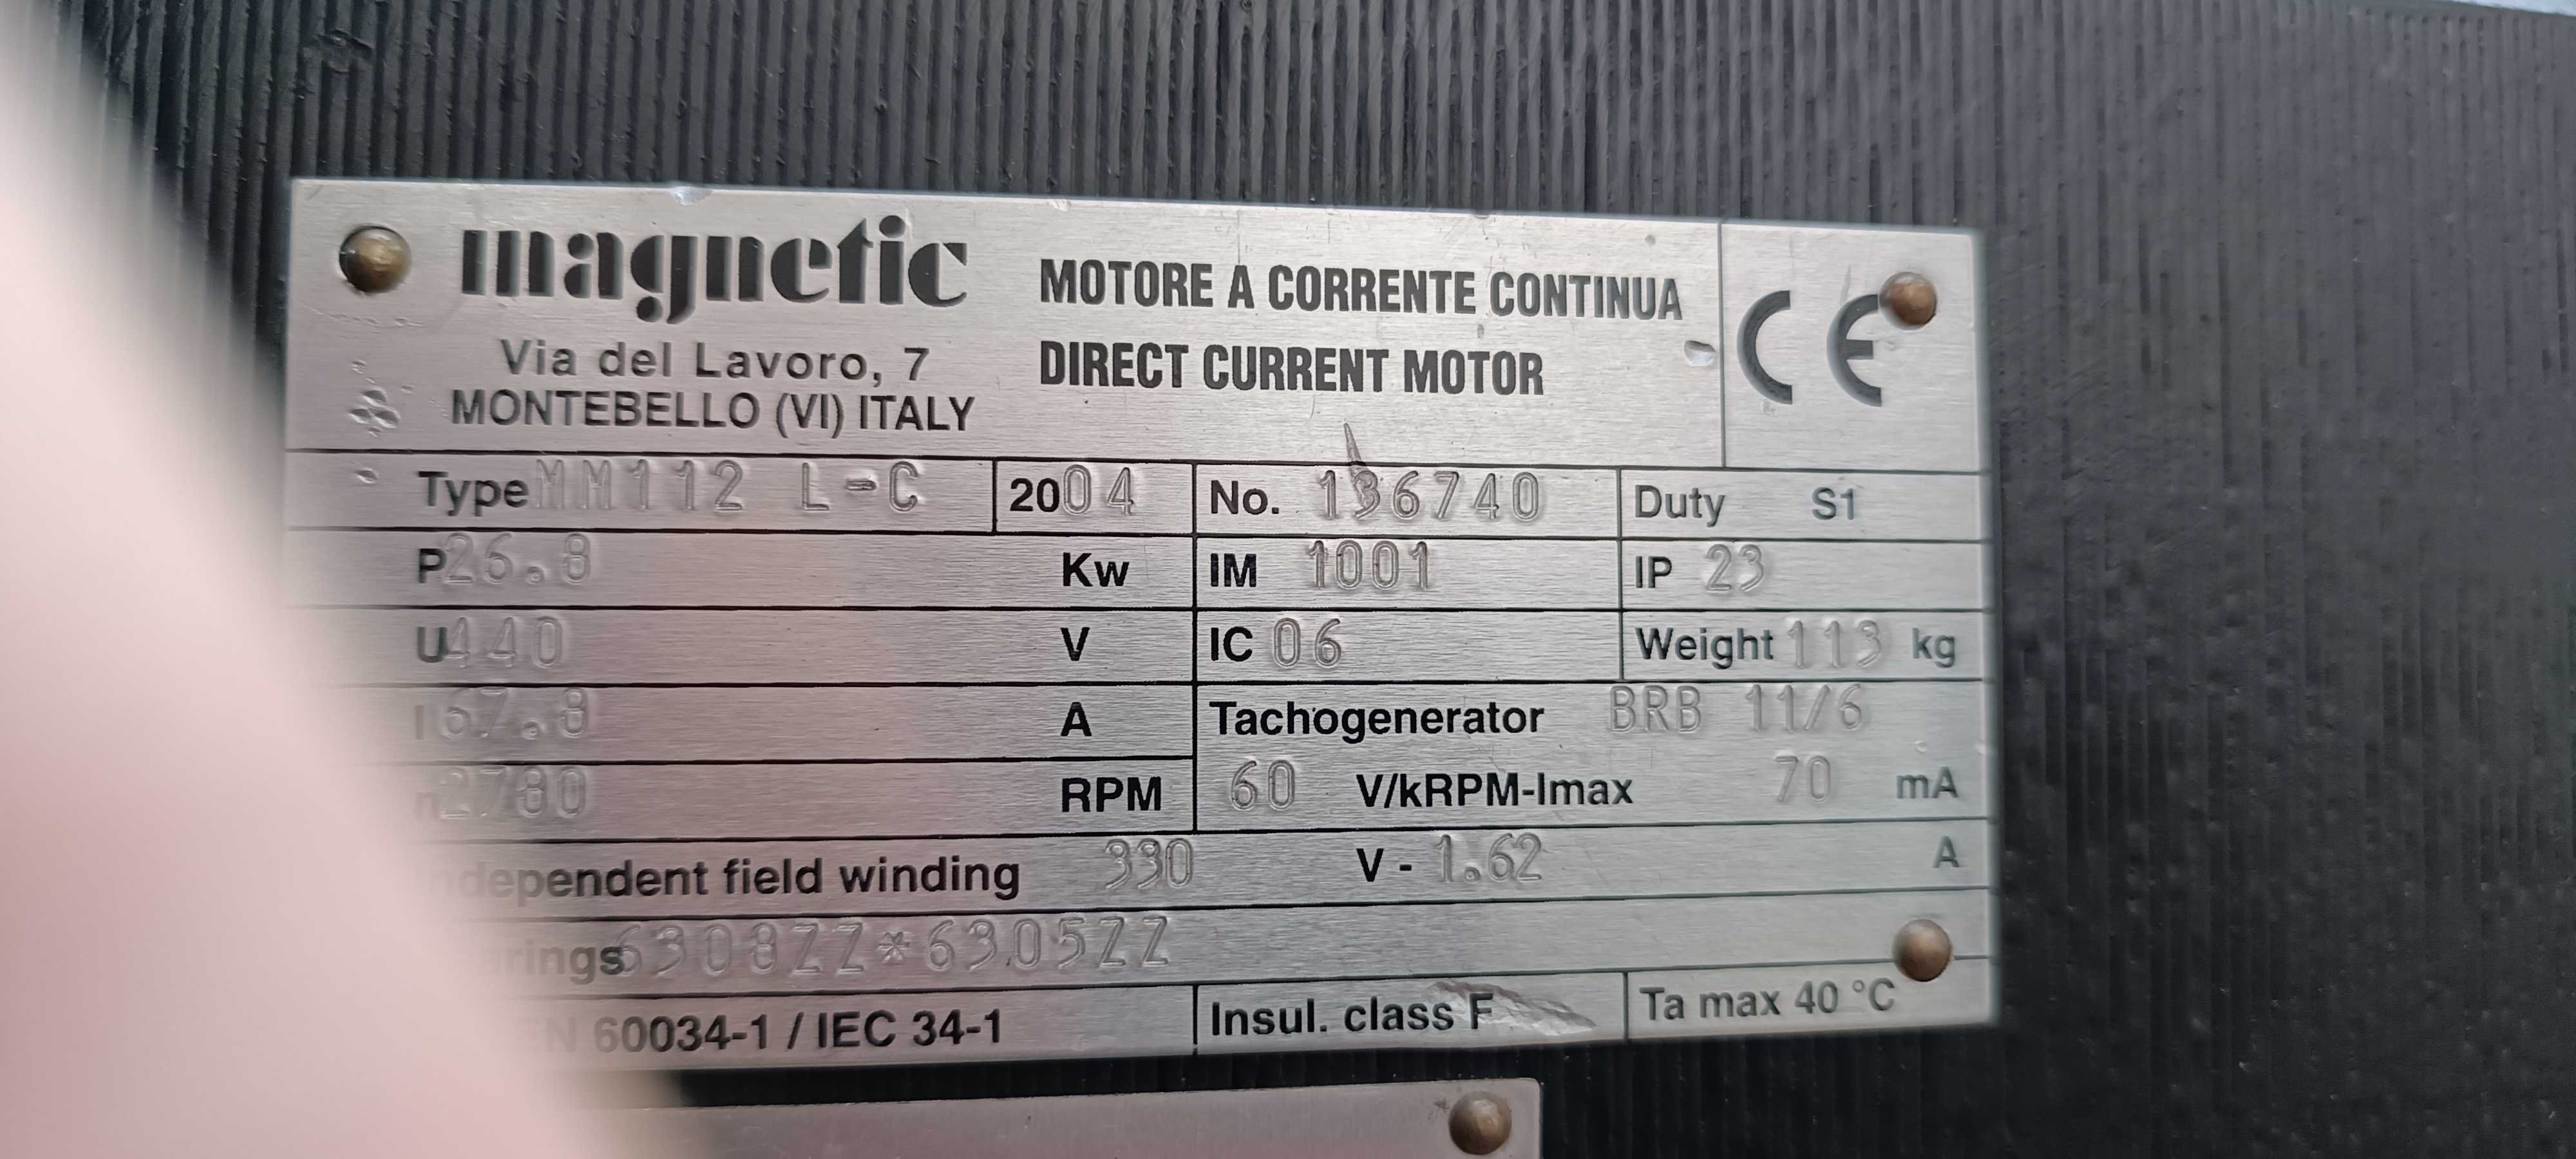 magnetic
MOTORE A CORRENTE CONTINUA
Via del Lavoro, 7
DIRECT CURRENT MOTOR
MONTEBELLO (VI) ITALY
CE
Type MM112 L-C 2004 No. 136740 Duty S1
P 26.8 Kw IM 1001 IP 23
U 440 V IC 06 Weight 113 kg
I 67.8 A Tachogenerator BRB 11/6
n 2780 RPM 60 V/kRPM-Imax 70 mA
ndependent field winding 330 V - 1.62 A
rings 6308ZZ*6305ZZ
EN 60034-1 / IEC 34-1 Insul. class F Ta max 40 °C